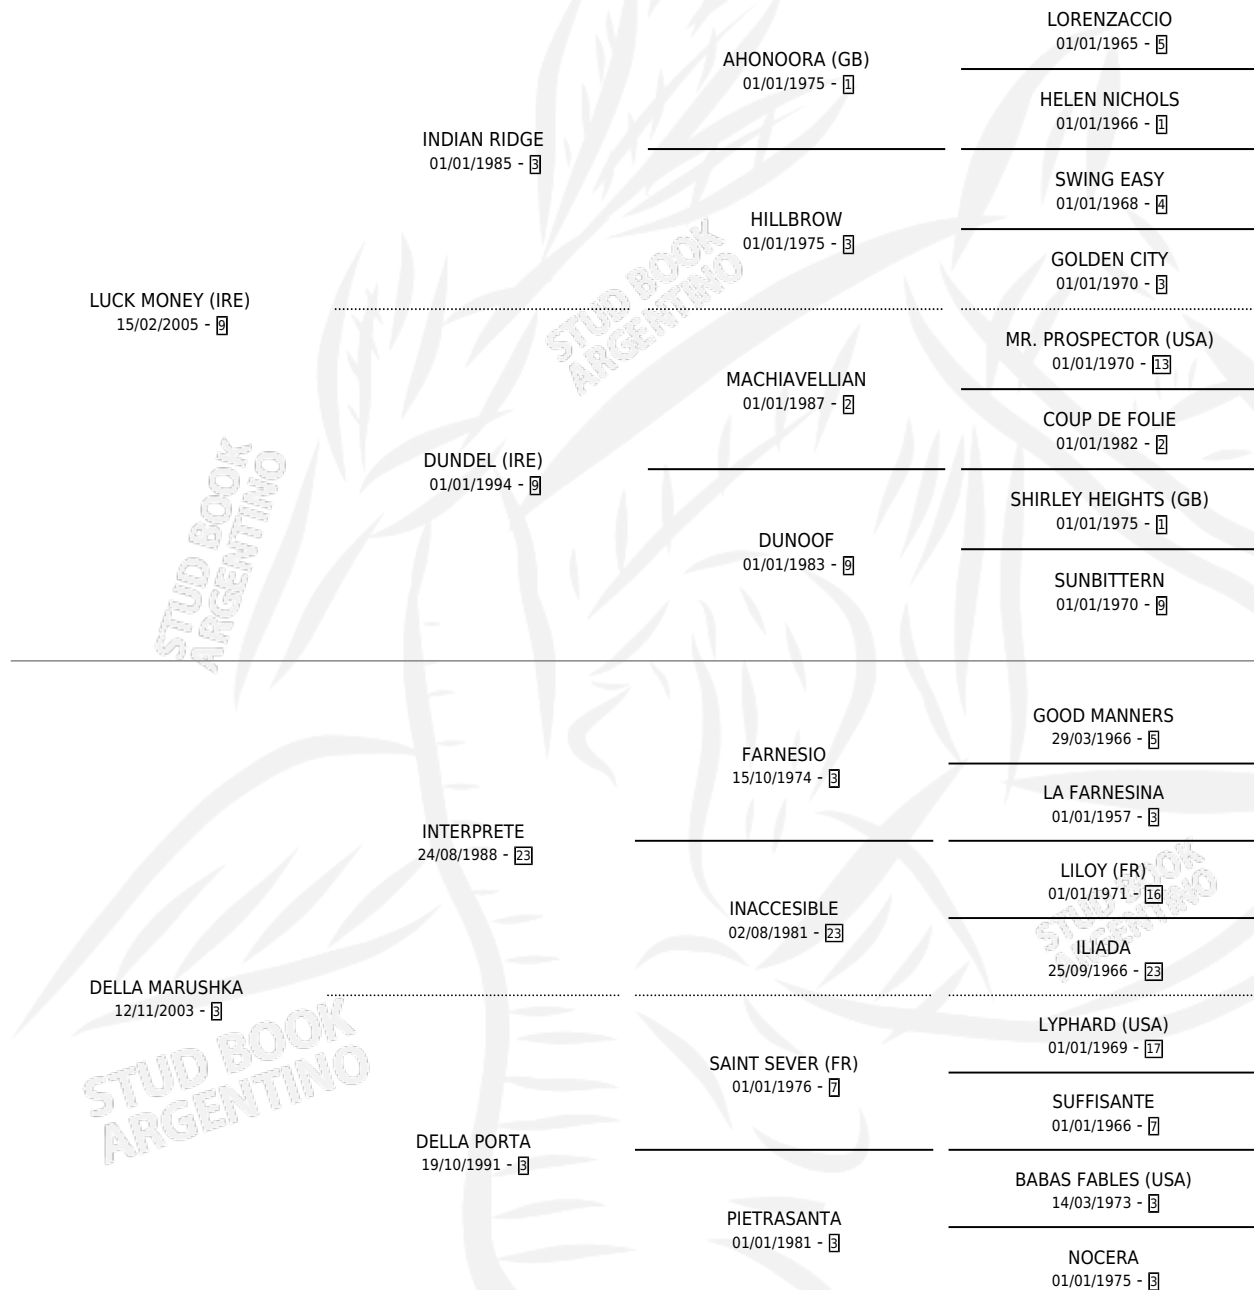 LORENZACCIO
01/01/1965 - 5
AHONOORA (GB)
01/01/1975 - 1
HELEN NICHOLS
01/01/1966 - 1
INDIAN RIDGE
01/01/1985 - 3
SWING EASY
01/01/1968 - 4
HILLBROW
01/01/1975 - 3
GOLDEN CITY
01/01/1970 - 3
LUCK MONEY (IRE)
15/02/2005 - 9
MR. PROSPECTOR (USA)
01/01/1970 - 13
MACHIAVELLIAN
01/01/1987 - 2
COUP DE FOLIE
01/01/1982 - 2
DUNDEL (IRE)
01/01/1994 - 9
SHIRLEY HEIGHTS (GB)
01/01/1975 - 1
DUNOOF
01/01/1983 - 9
SUNBITTERN
01/01/1970 - 9
GOOD MANNERS
29/03/1966 - 5
FARNESIO
15/10/1974 - 3
LA FARNESINA
01/01/1957 - 3
INTERPRETE
24/08/1988 - 23
LILOY (FR)
01/01/1971 - 16
INACCESIBLE
02/08/1981 - 23
ILIADA
25/09/1966 - 23
DELLA MARUSHKA
12/11/2003 - 3
LYPHARD (USA)
01/01/1969 - 17
SAINT SEVER (FR)
01/01/1976 - 7
SUFFISANTE
01/01/1966 - 7
DELLA PORTA
19/10/1991 - 3
BABAS FABLES (USA)
14/03/1973 - 3
PIETRASANTA
01/01/1981 - 3
NOCERA
01/01/1975 - 3
STUD BOOK
ARGENTINO
STUD BOOK
ARGENTINO
STUD BOOK
ARGENTINO
STUD BOOK
ARGENTINO